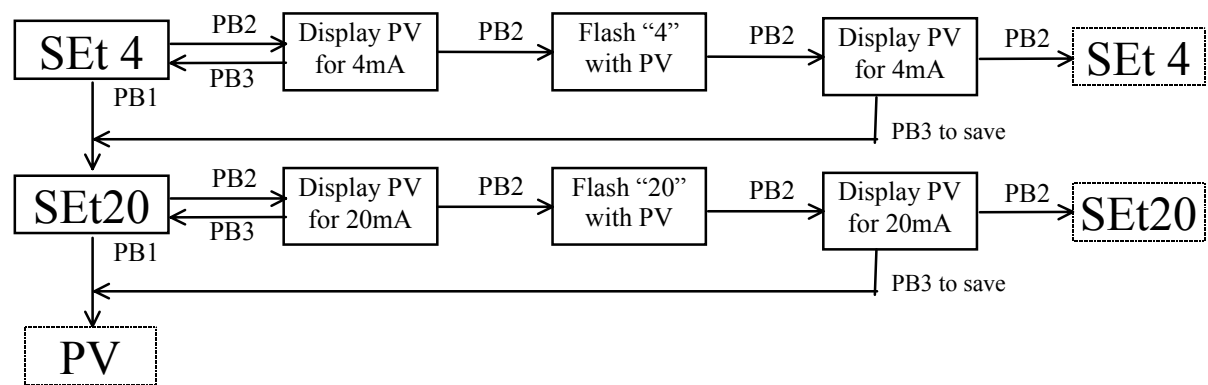 SEt 4
PB2
PB3
Display PV
for 4mA
PB2
Flash “4”
with PV
PB2
Display PV
for 4mA
PB2
SEt 4
PB1
PB3 to save
SEt20
PB2
PB3
Display PV
for 20mA
PB2
Flash “20”
with PV
PB2
Display PV
for 20mA
PB2
SEt20
PB1
PB3 to save
PV